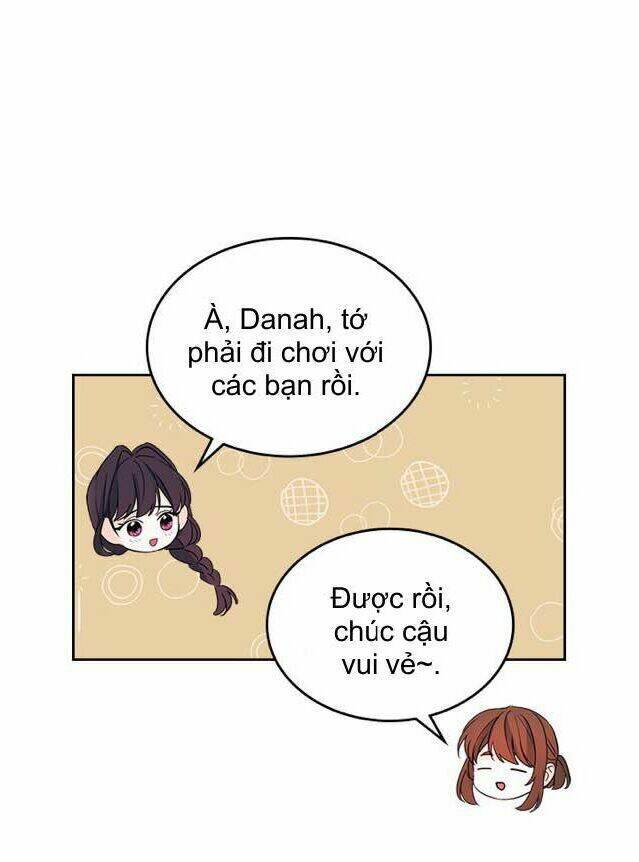 À, Danah, tớ
phải đi chơi với
các bạn rồi.
Được rồi,
chúc cậu
vui vẻ~.